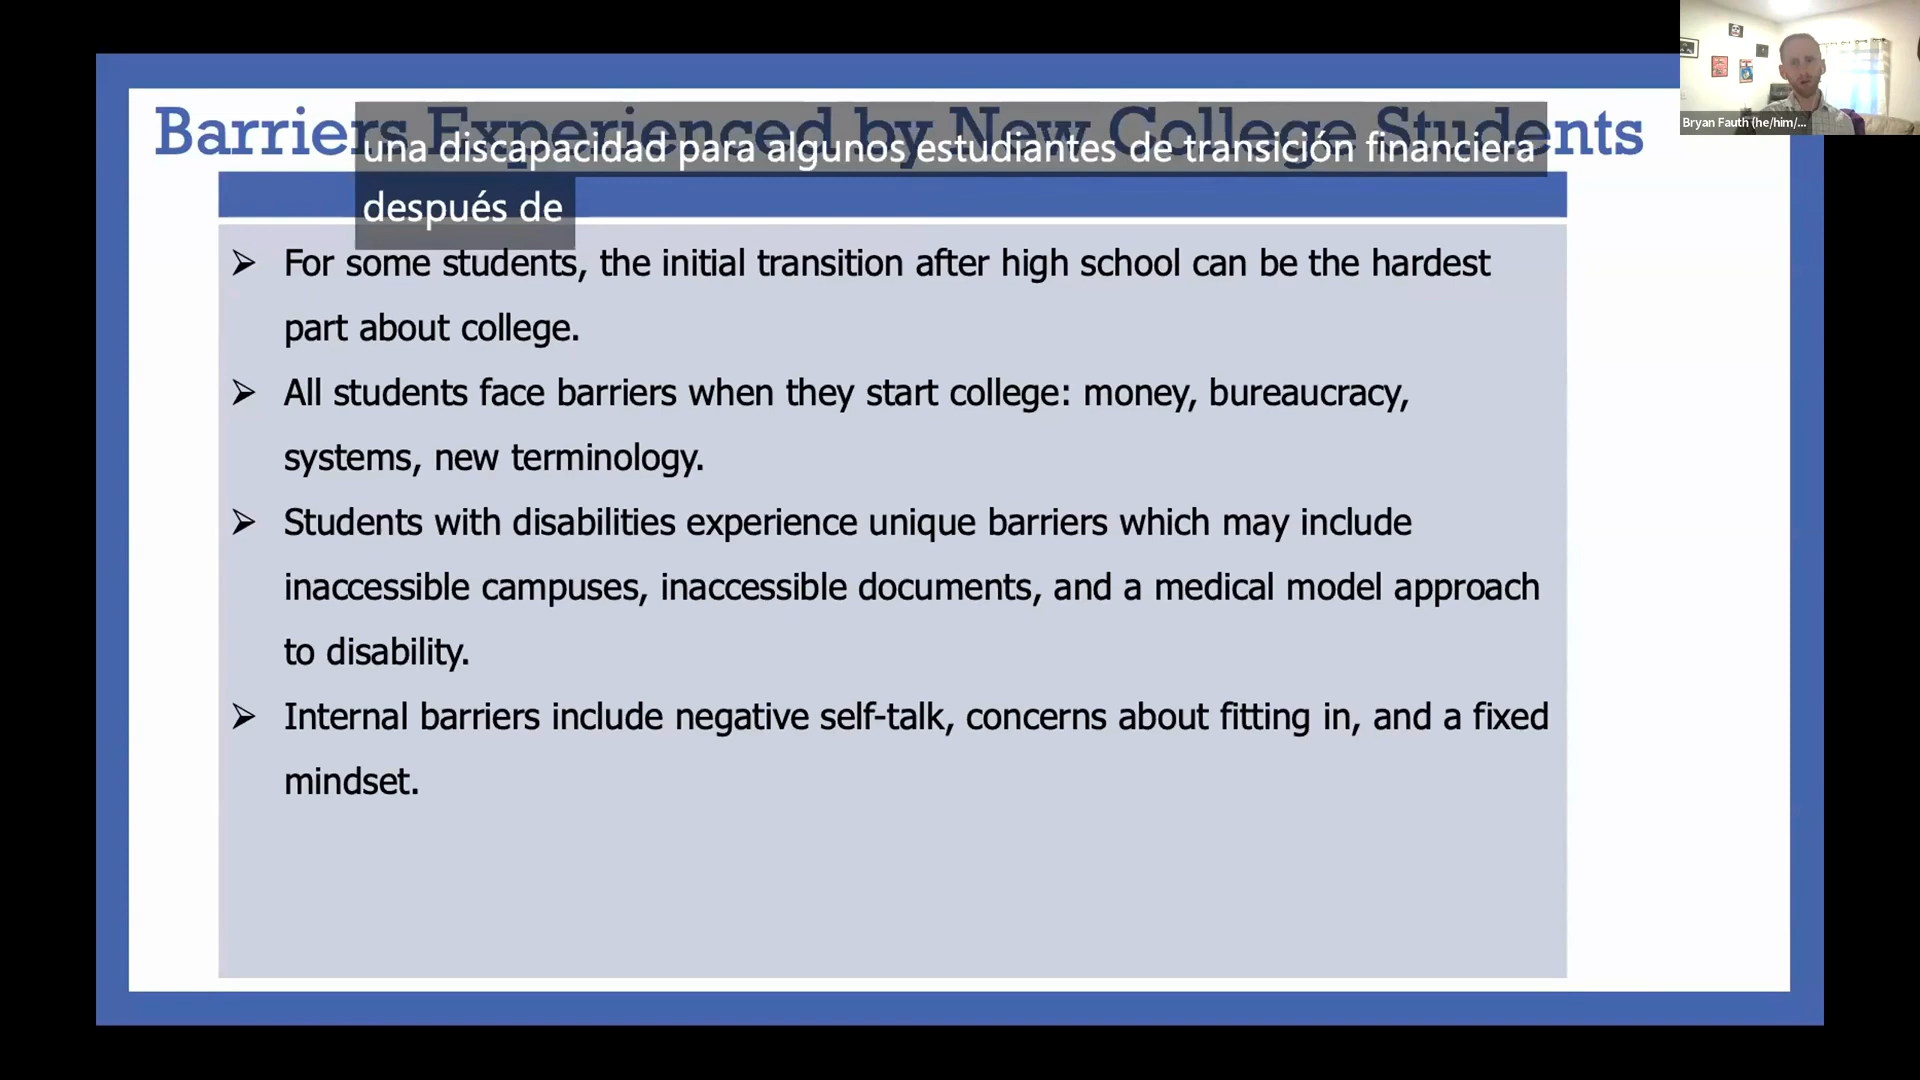 Barriers Experienced by New College Students
una discapacidad para algunos estudiantes de transición financiera
después de
➢ For some students, the initial transition after high school can be the hardest
part about college.
➢ All students face barriers when they start college: money, bureaucracy,
systems, new terminology.
➢ Students with disabilities experience unique barriers which may include
inaccessible campuses, inaccessible documents, and a medical model approach
to disability.
➢ Internal barriers include negative self-talk, concerns about fitting in, and a fixed
mindset.
Bryan Fauth (he/him/...